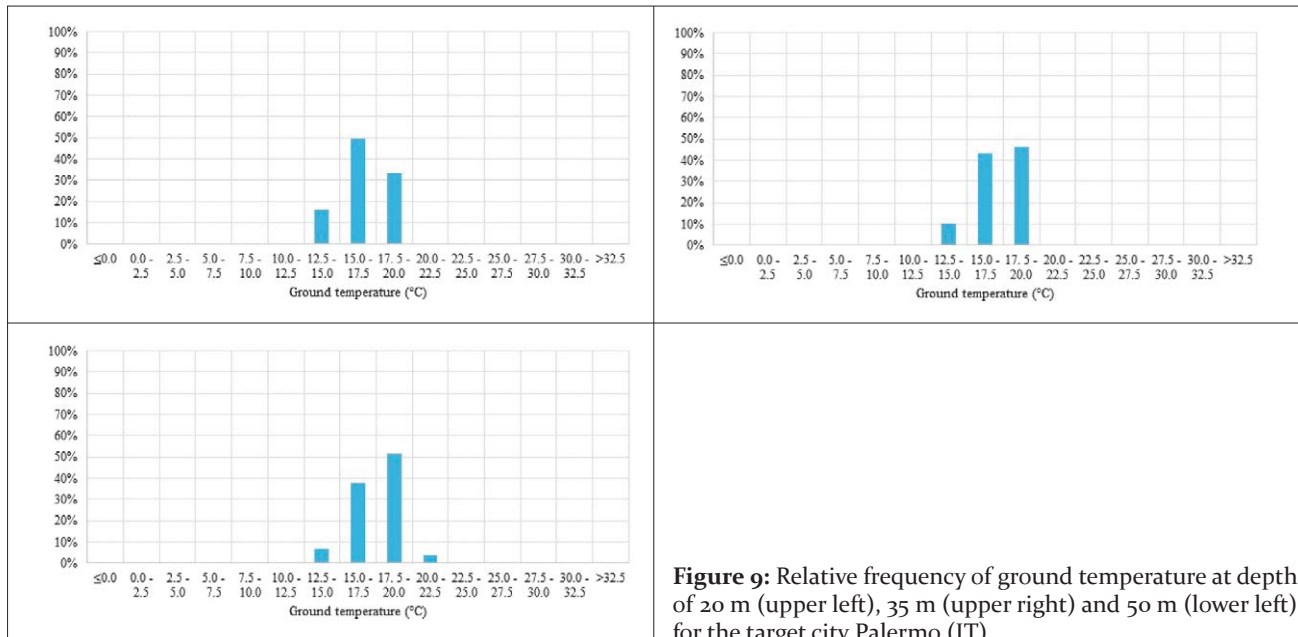 100%
90%
80%
70%
60%
50%
40%
30%
20%
10%
0%
≤0.0 0.0 - 2.5 - 5.0 - 7.5 - 10.0 - 12.5 - 15.0 - 17.5 - 20.0 - 22.5 - 25.0 - 27.5 - 30.0 - >32.5
2.5 5.0 7.5 10.0 12.5 15.0 17.5 20.0 22.5 25.0 27.5 30.0 32.5
Ground temperature (°C)
100%
90%
80%
70%
60%
50%
40%
30%
20%
10%
0%
≤0.0 0.0 - 2.5 - 5.0 - 7.5 - 10.0 - 12.5 - 15.0 - 17.5 - 20.0 - 22.5 - 25.0 - 27.5 - 30.0 - >32.5
2.5 5.0 7.5 10.0 12.5 15.0 17.5 20.0 22.5 25.0 27.5 30.0 32.5
Ground temperature (°C)
100%
90%
80%
70%
60%
50%
40%
30%
20%
10%
0%
≤0.0 0.0 - 2.5 - 5.0 - 7.5 - 10.0 - 12.5 - 15.0 - 17.5 - 20.0 - 22.5 - 25.0 - 27.5 - 30.0 - >32.5
2.5 5.0 7.5 10.0 12.5 15.0 17.5 20.0 22.5 25.0 27.5 30.0 32.5
Ground temperature (°C)
Figure 9: Relative frequency of ground temperature at depth
of 20 m (upper left), 35 m (upper right) and 50 m (lower left)
for the target city Palermo (IT)